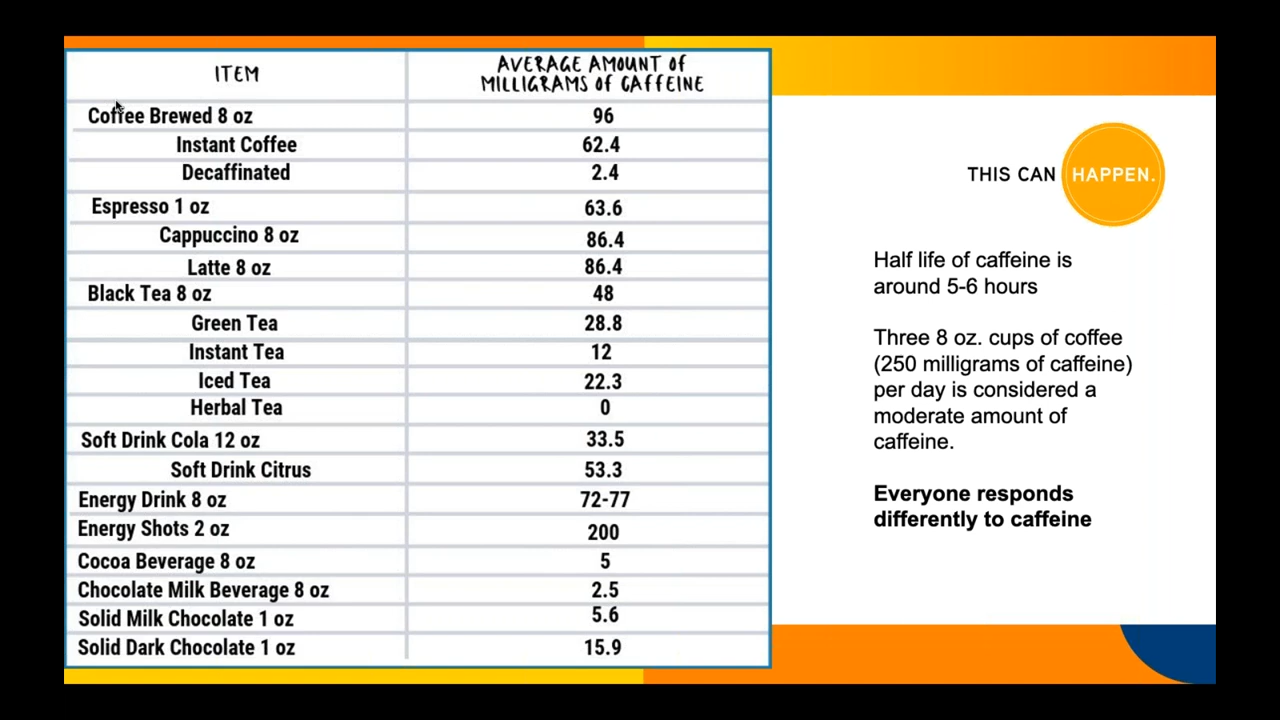 ITEM
AVERAGE AMOUNT OF
MILLIGRAMS OF CAFFEINE
Coffee Brewed 8 oz 96
Instant Coffee 62.4
Decaffinated 2.4
Espresso 1 oz 63.6
Cappuccino 8 oz 86.4
Latte 8 oz 86.4
Black Tea 8 oz 48
Green Tea 28.8
Instant Tea 12
Iced Tea 22.3
Herbal Tea 0
Soft Drink Cola 12 oz 33.5
Soft Drink Citrus 53.3
Energy Drink 8 oz 72-77
Energy Shots 2 oz 200
Cocoa Beverage 8 oz 5
Chocolate Milk Beverage 8 oz 2.5
Solid Milk Chocolate 1 oz 5.6
Solid Dark Chocolate 1 oz 15.9
THIS CAN HAPPEN.
Half life of caffeine is
around 5-6 hours
Three 8 oz. cups of coffee
(250 milligrams of caffeine)
per day is considered a
moderate amount of
caffeine.
Everyone responds
differently to caffeine